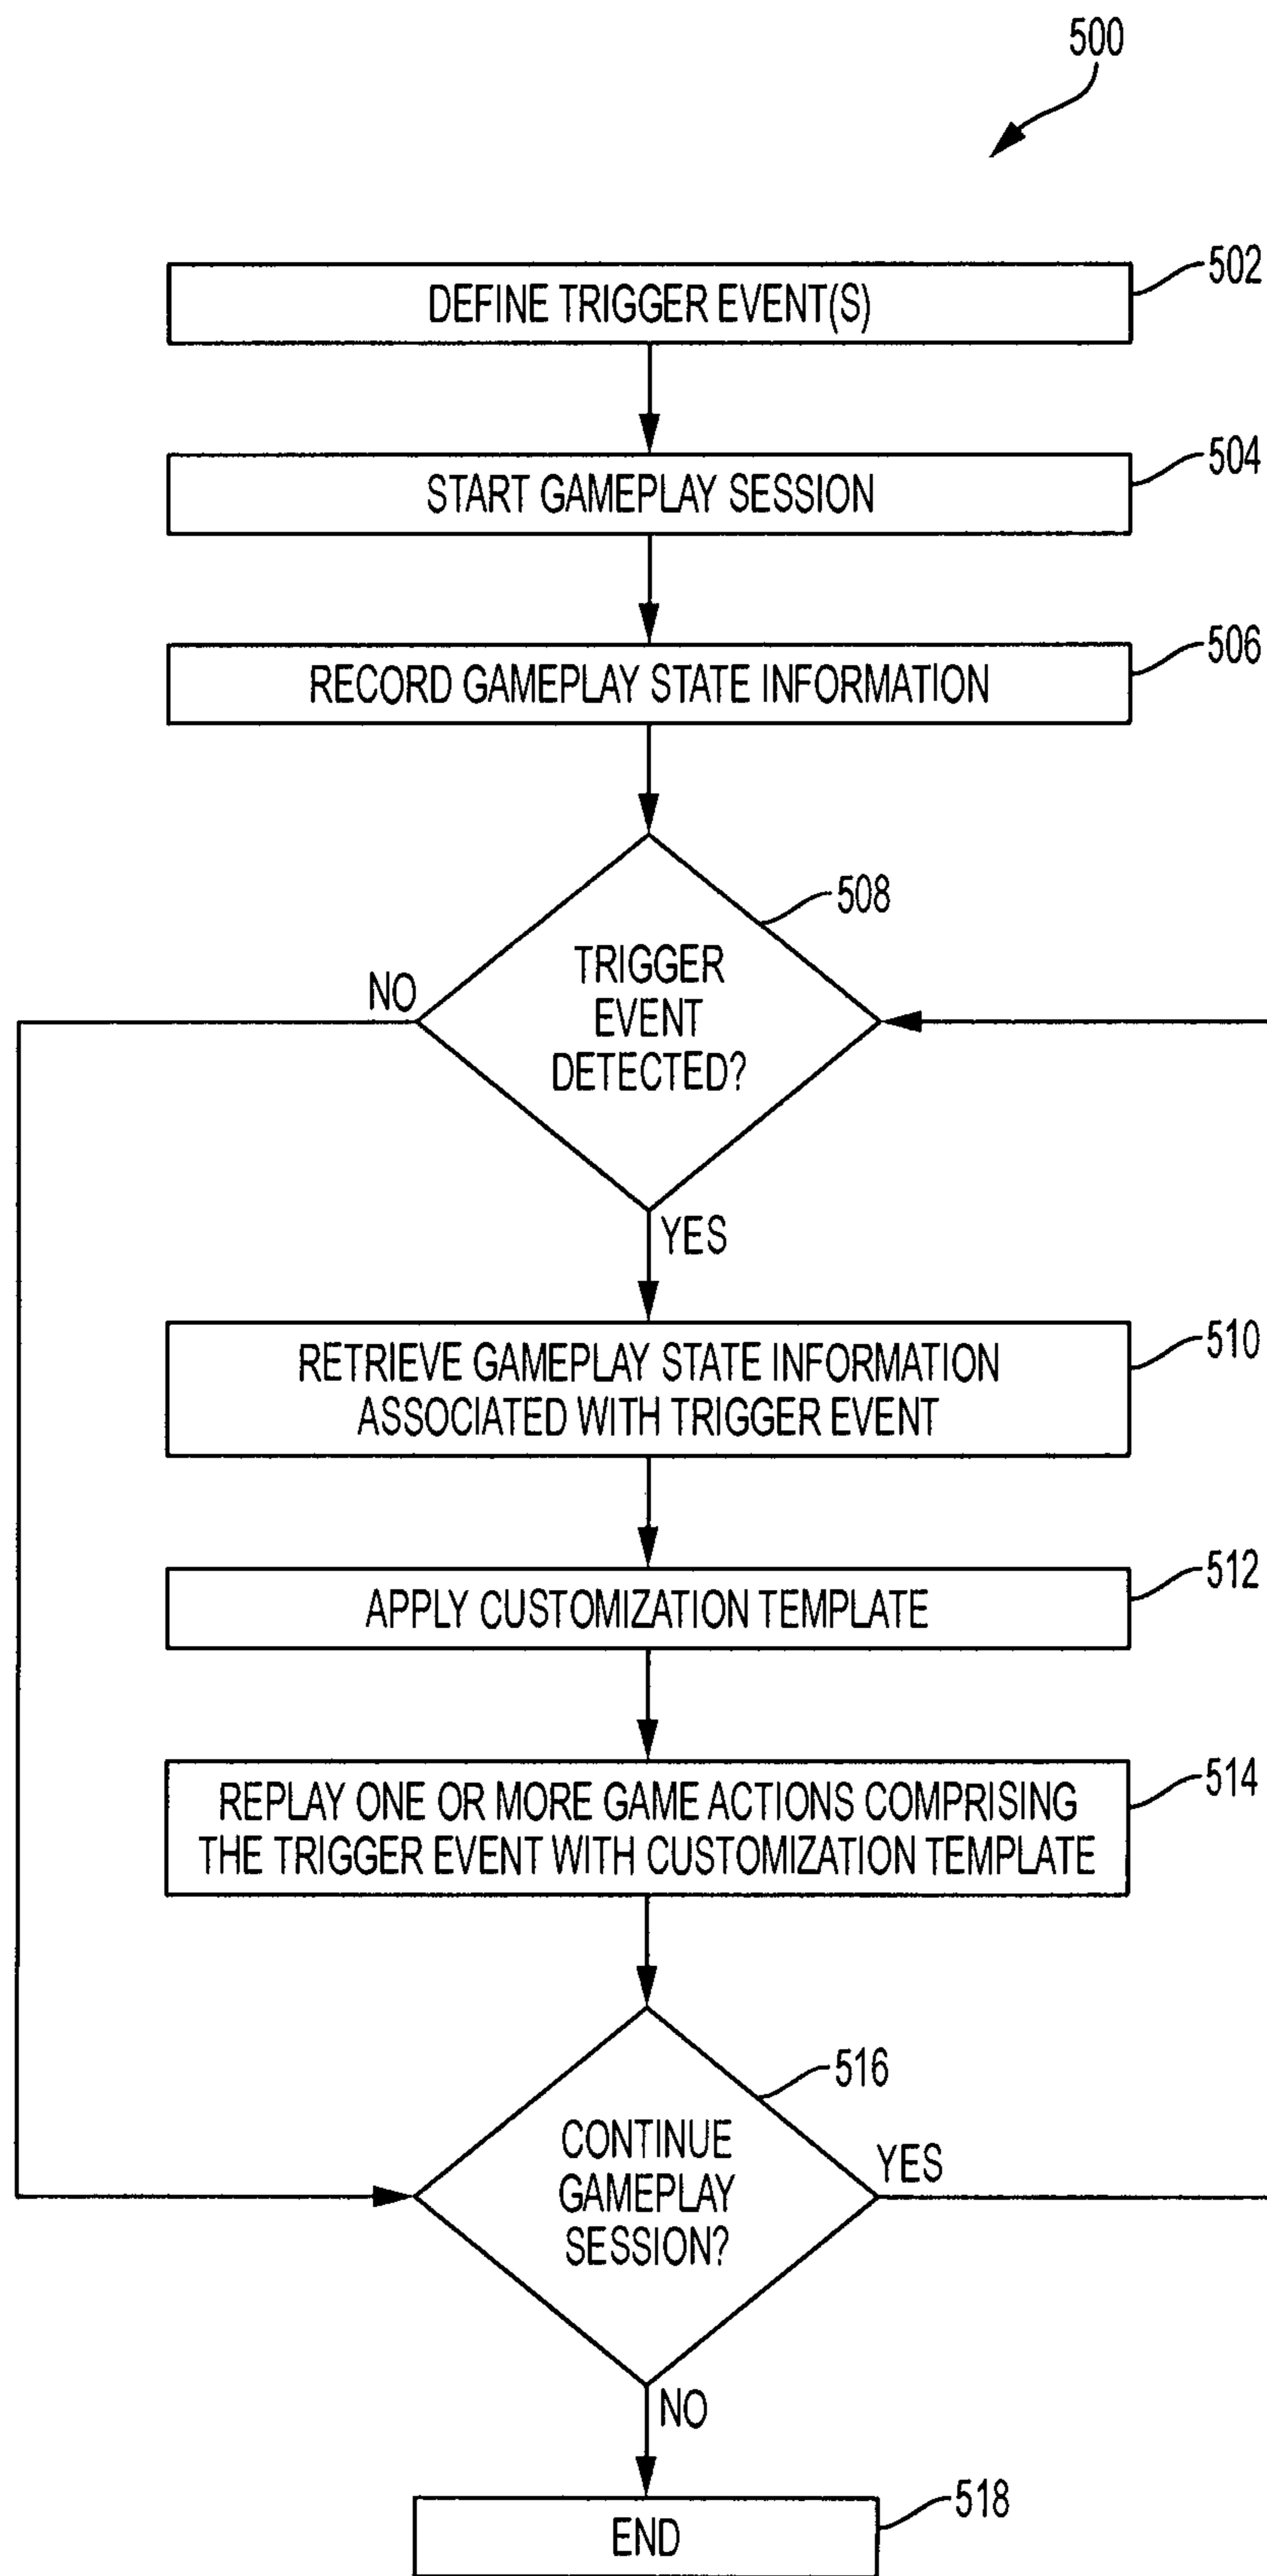 500
DEFINE TRIGGER EVENT(S)
502
START GAMEPLAY SESSION
504
RECORD GAMEPLAY STATE INFORMATION
506
508
TRIGGER
EVENT
DETECTED?
NO
YES
RETRIEVE GAMEPLAY STATE INFORMATION
ASSOCIATED WITH TRIGGER EVENT
510
APPLY CUSTOMIZATION TEMPLATE
512
REPLAY ONE OR MORE GAME ACTIONS COMPRISING
THE TRIGGER EVENT WITH CUSTOMIZATION TEMPLATE
514
516
CONTINUE
GAMEPLAY
SESSION?
YES
NO
END
518